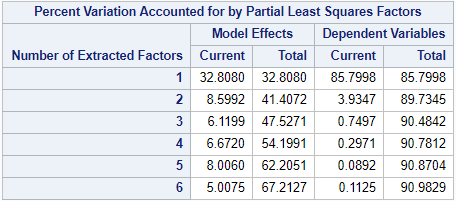 Percent Variation Accounted for by Partial Least Squares Factors
Number of Extracted Factors Model Effects Dependent Variables
Current Total Current Total
1 32.8080 32.8080 85.7998 85.7998
2 8.5992 41.4072 3.9347 89.7345
3 6.1199 47.5271 0.7497 90.4842
4 6.6720 54.1991 0.2971 90.7812
5 8.0060 62.2051 0.0892 90.8704
6 5.0075 67.2127 0.1125 90.9829